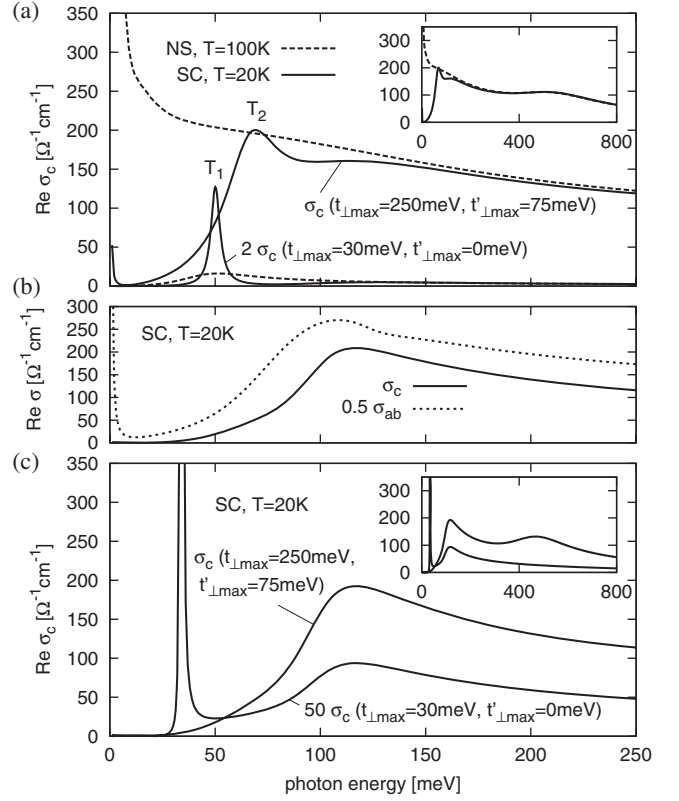 (a)
350
300
250
200
150
100
50
0
Re σc [Ω-1cm-1]
NS, T=100K
SC, T=20K
T2
T1
σc (t⊥max=250meV, t'⊥max=75meV)
2 σc (t⊥max=30meV, t'⊥max=0meV)
300
200
100
0
0 400 800
(b)
300
250
200
150
100
50
0
Re σ [Ω-1cm-1]
SC, T=20K
σc
0.5 σab
(c)
350
300
250
200
150
100
50
0
Re σc [Ω-1cm-1]
SC, T=20K
σc (t⊥max=250meV,
t'⊥max=75meV)
50 σc (t⊥max=30meV, t'⊥max=0meV)
300
200
100
0
0 400 800
0 50 100 150 200 250
photon energy [meV]